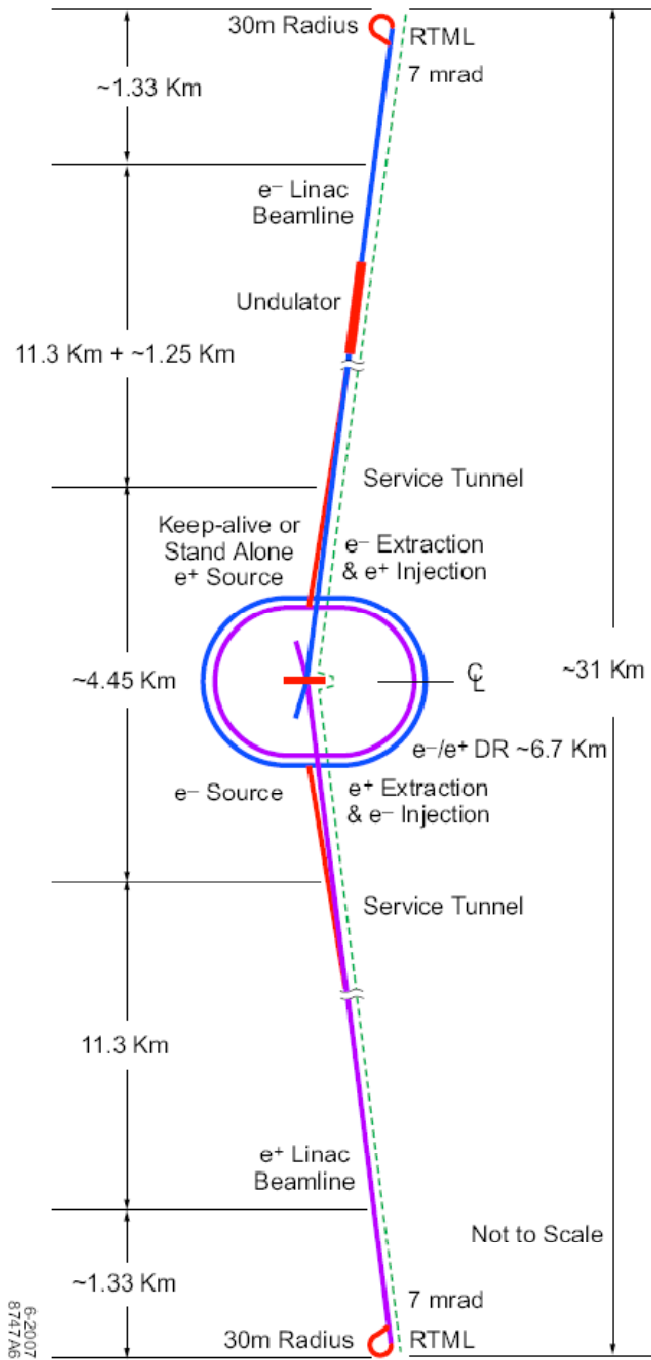 30m Radius
RTML
7 mrad
~1.33 Km
e– Linac
Beamline
Undulator
11.3 Km + ~1.25 Km
Service Tunnel
Keep-alive or
Stand Alone
e+ Source
e– Extraction
& e+ Injection
~4.45 Km
℄
~31 Km
e–/e+ DR ~6.7 Km
e– Source
e+ Extraction
& e– Injection
Service Tunnel
11.3 Km
e+ Linac
Beamline
Not to Scale
~1.33 Km
7 mrad
30m Radius
RTML
6-2007
8747A6